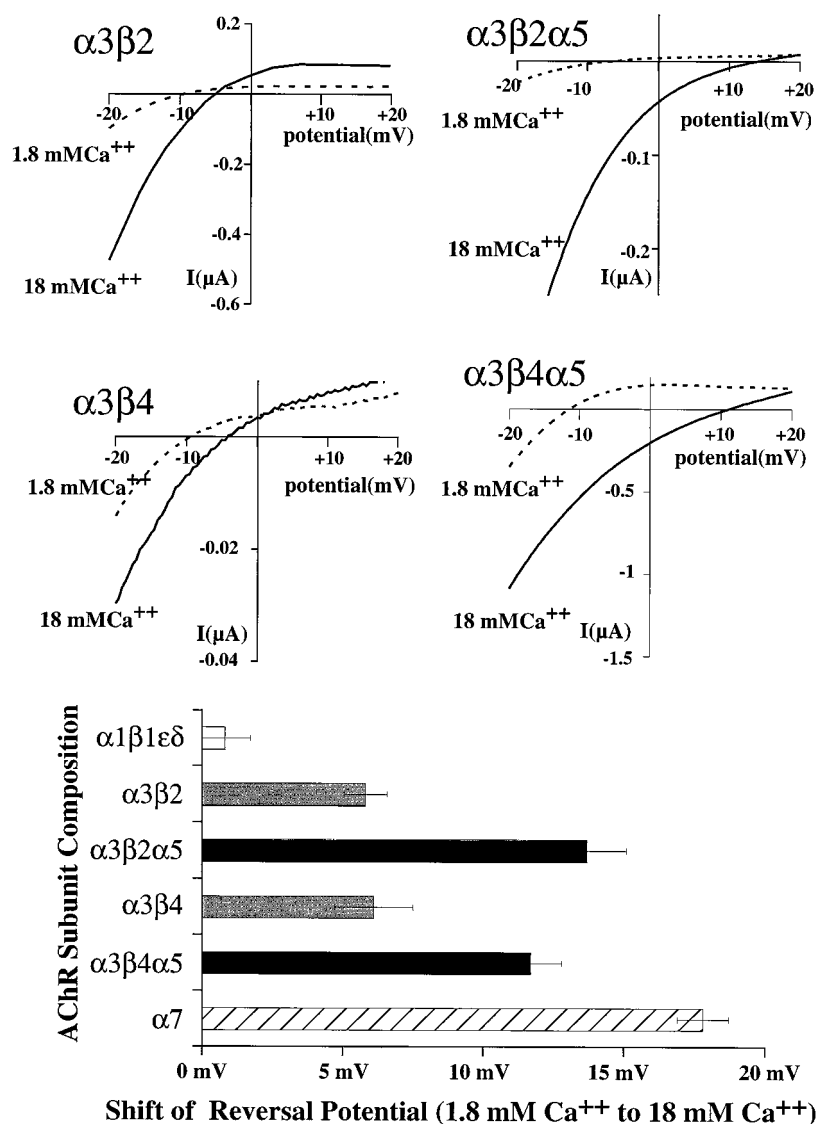 α3β2
0.2
-20
-10
+10
+20
potential(mV)
1.8 mMCa++
-0.2
-0.4
18 mMCa++
I(µA)
-0.6
α3β2α5
-20
-10
+10
+20
1.8 mMCa++
potential(mV)
-0.1
18 mMCa++
-0.2
I(µA)
α3β4
-20
-10
+10
+20
1.8 mMCa++
potential(mV)
-0.02
18 mMCa++
I(µA)
-0.04
α3β4α5
-20
-10
+10
+20
potential(mV)
1.8 mMCa++
-0.5
-1
18 mMCa++
I(µA)
-1.5
AChR Subunit Composition
α1β1εδ
α3β2
α3β2α5
α3β4
α3β4α5
α7
0 mV
5 mV
10 mV
15 mV
20 mV
Shift of Reversal Potential (1.8 mM Ca++ to 18 mM Ca++)